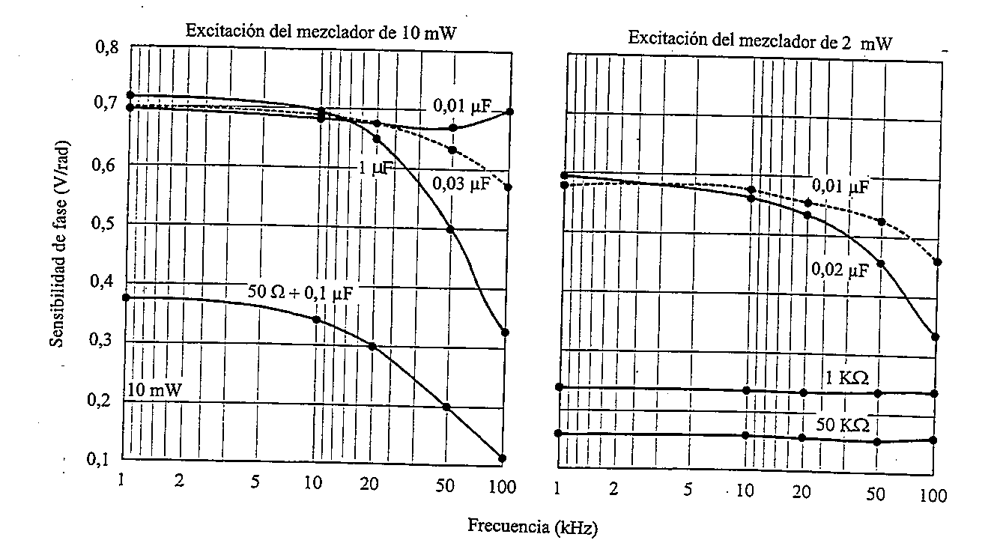 Excitación del mezclador de 10 mW
Excitación del mezclador de 2 mW
Sensibilidad de fase (V/rad)
0,8
0,7
0,6
0,5
0,4
0,3
0,2
0,1
0,01 µF
1 µF
0,03 µF
50 Ω + 0,1 µF
10 mW
0,01 µF
0,02 µF
1 KΩ
50 KΩ
1 2 5 10 20 50 100
1 2 5 10 20 50 100
Frecuencia (kHz)